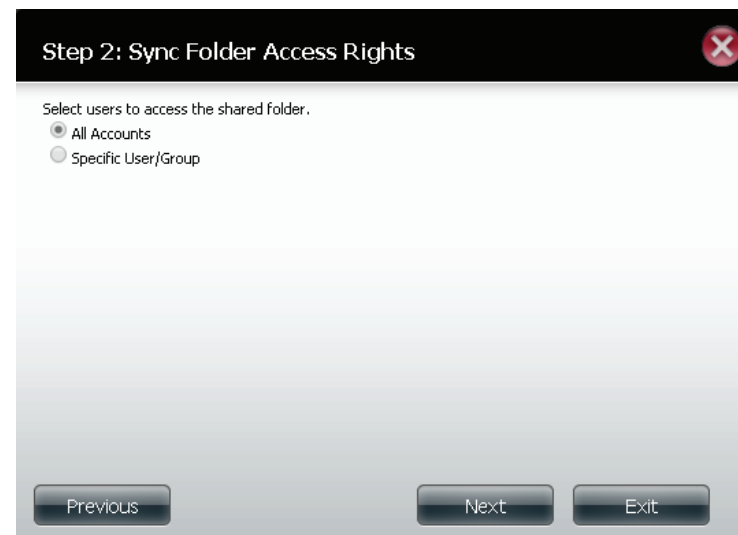 Step 2: Sync Folder Access Rights
Select users to access the shared folder.
All Accounts
Specific User/Group
Previous
Next
Exit